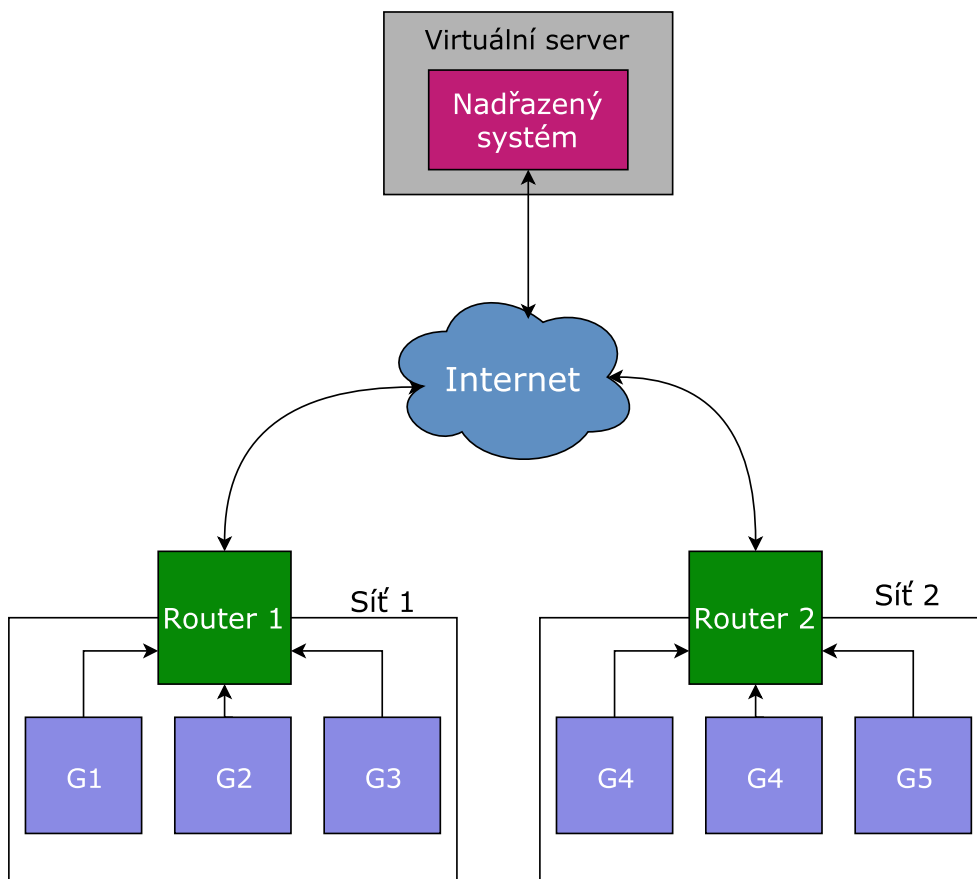 Virtuální server
Nadřazený
systém
Internet
Router 1
Síť 1
Router 2
Síť 2
G1
G2
G3
G4
G4
G5